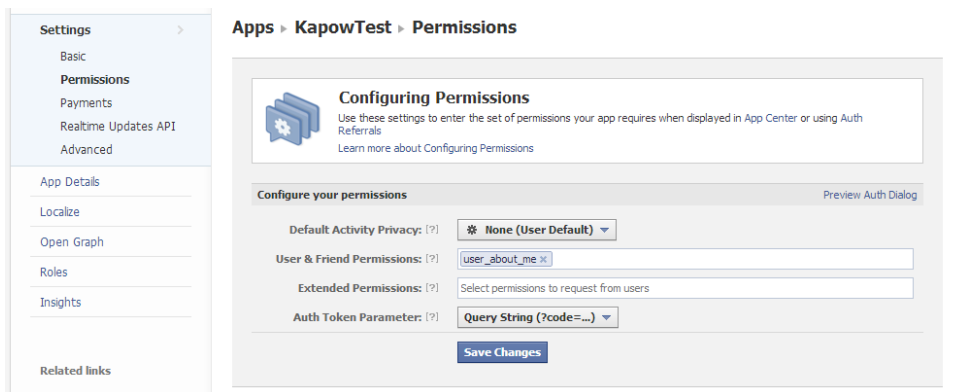 Settings
Basic
Permissions
Payments
Realtime Updates API
Advanced
App Details
Localize
Open Graph
Roles
Insights
Related links
Apps ▸ KapowTest ▸ Permissions
Configuring Permissions
Use these settings to enter the set of permissions your app requires when displayed in App Center or using Auth
Referrals
Learn more about Configuring Permissions
Configure your permissions Preview Auth Dialog
Default Activity Privacy: [?] None (User Default)
User & Friend Permissions: [?] user_about_me ×
Extended Permissions: [?] Select permissions to request from users
Auth Token Parameter: [?] Query String (?code=...)
Save Changes